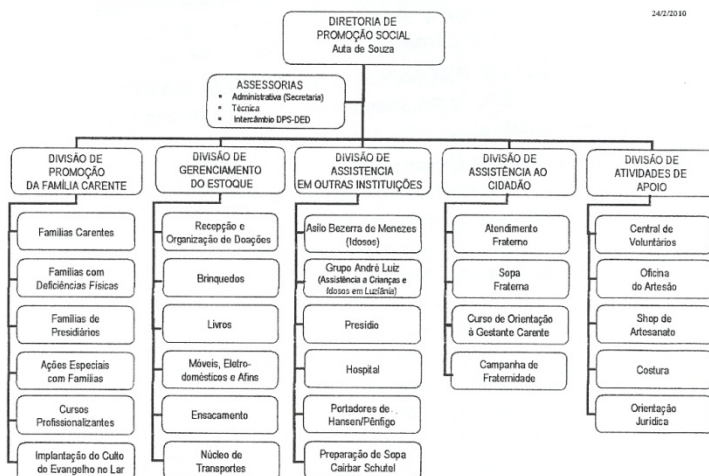 24/2/2010
DIRETORIA DE
PROMOÇÃO SOCIAL
Auta de Souza
ASSESSORIAS
▪ Administrativa (Secretaria)
▪ Técnica
▪ Intercâmbio DPS-DED
DIVISÃO DE
PROMOÇÃO
DA FAMÍLIA CARENTE
Famílias Carentes
Famílias com
Deficiências Físicas
Famílias de
Presidiários
Ações Especiais
com Famílias
Cursos
Profissionalizantes
Implantação do Culto
do Evangelho no Lar
DIVISÃO DE
GERENCIAMENTO
DO ESTOQUE
Recepção e
Organização de Doações
Brinquedos
Livros
Móveis, Eletro-
domésticos e Afins
Ensacamento
Núcleo de
Transportes
DIVISÃO DE
ASSISTENCIA
EM OUTRAS INSTITUIÇÕES
Asilo Bezerra de Menezes
(Idosos)
Grupo André Luiz
(Assistência a Crianças e
Idosos em Luziânia)
Presídio
Hospital
Portadores de
Hansen/Pênfigo
Preparação de Sopa
Cairbar Schutel
DIVISÃO DE
ASSISTÊNCIA AO
CIDADÃO
Atendimento
Fraterno
Sopa
Fraterna
Curso de Orientação
à Gestante Carente
Campanha de
Fraternidade
DIVISÃO DE
ATIVIDADES DE
APOIO
Central de
Voluntários
Oficina
do Artesão
Shop de
Artesanato
Costura
Orientação
Jurídica